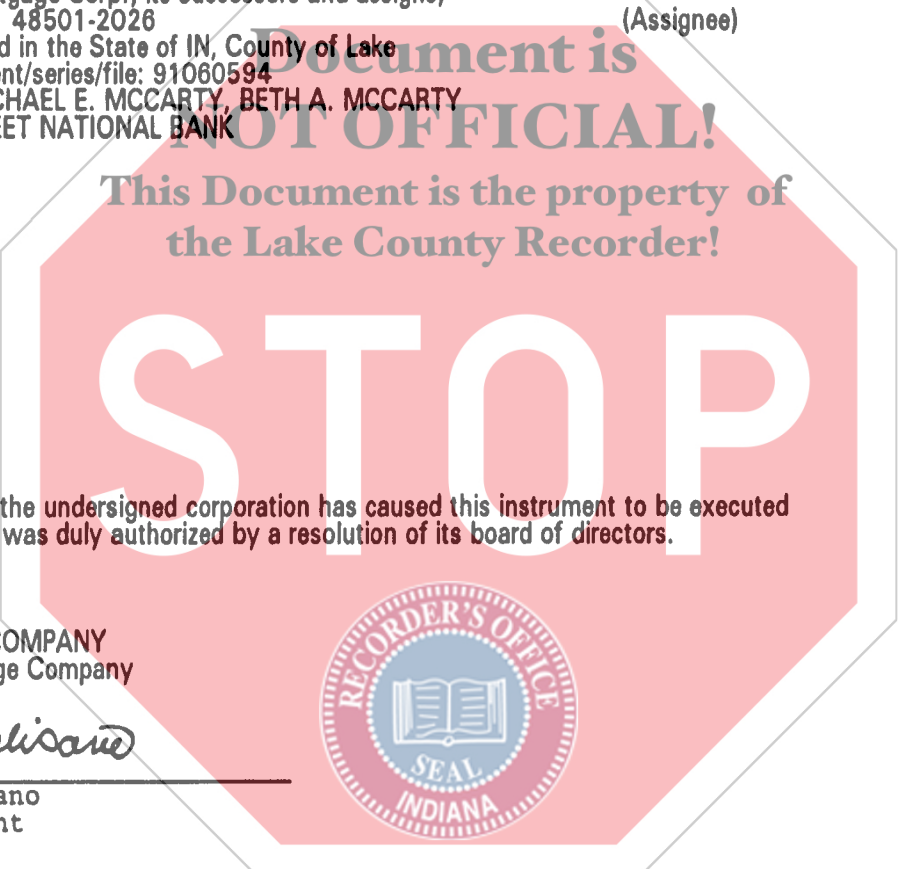 48501-2026 (Assignee)
d in the State of IN, County of Lake
nt/series/file: 91060594
CHAEL E. MCCARTY, BETH A. MCCARTY
EET NATIONAL BANK
Document is
NOT OFFICIAL!
This Document is the property of
the Lake County Recorder!
STOP
the undersigned corporation has caused this instrument to be executed
was duly authorized by a resolution of its board of directors.
COMPANY
ge Company
lisano
ano
nt
RECORDER'S OFFICE
SEAL
INDIANA